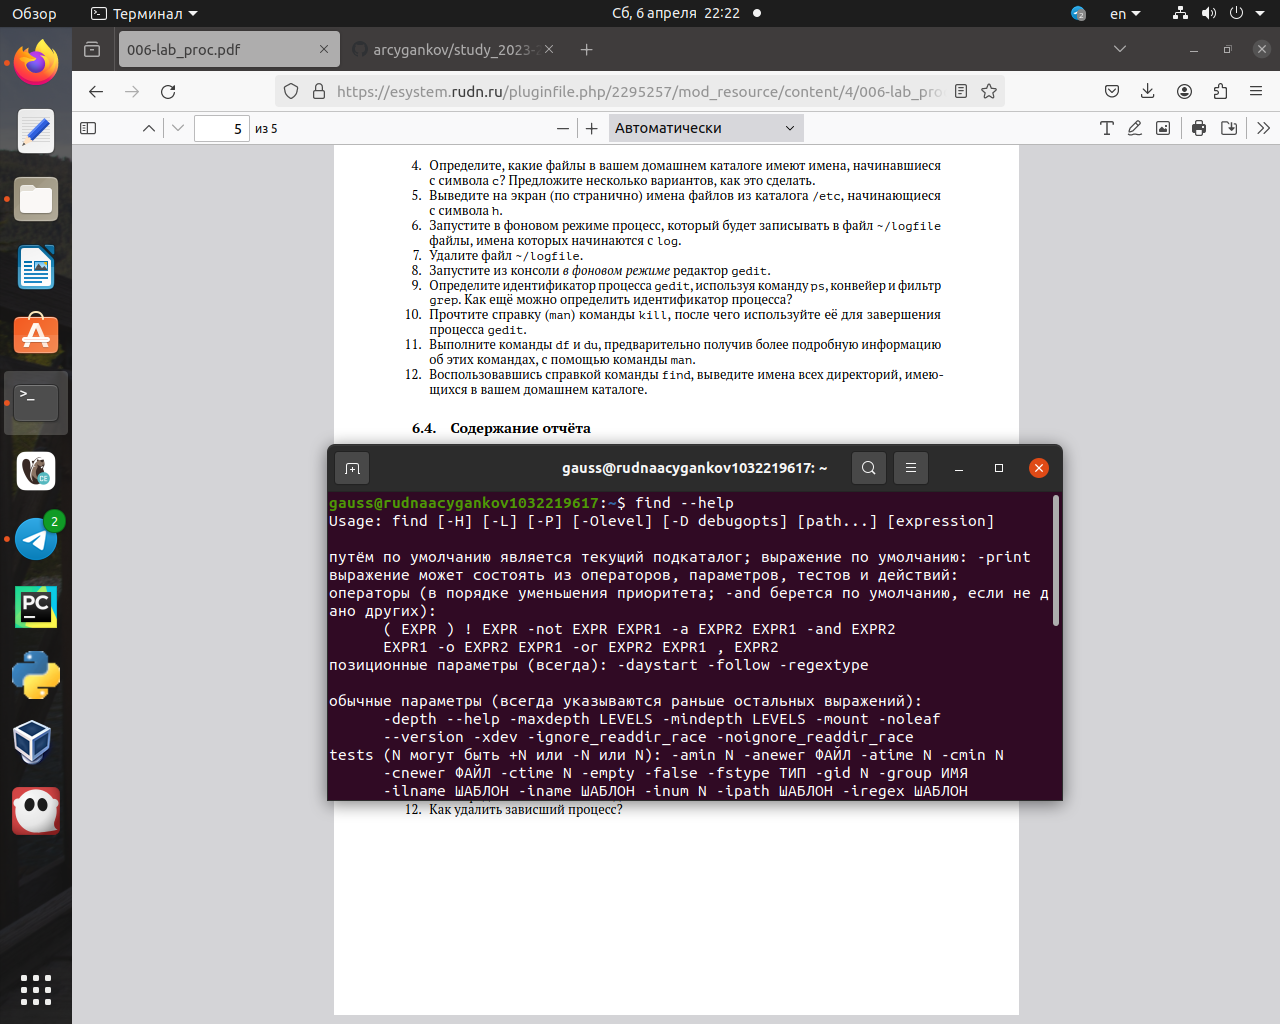 Обзор
Терминал
Сб, 6 апреля 22:22
2
en
006-lab_proc.pdf
arcygankov/study_2023-2
https://esystem.rudn.ru/pluginfile.php/2295257/mod_resource/content/4/006-lab_pro
5
из 5
Автоматически
4. Определите, какие файлы в вашем домашнем каталоге имеют имена, начинавшиеся
с символа c? Предложите несколько вариантов, как это сделать.
5. Выведите на экран (по странично) имена файлов из каталога /etc, начинающиеся
с символа h.
6. Запустите в фоновом режиме процесс, который будет записывать в файл ~/logfile
файлы, имена которых начинаются с log.
7. Удалите файл ~/logfile.
8. Запустите из консоли в фоновом режиме редактор gedit.
9. Определите идентификатор процесса gedit, используя команду ps, конвейер и фильтр
grep. Как ещё можно определить идентификатор процесса?
10. Прочтите справку (man) команды kill, после чего используйте её для завершения
процесса gedit.
11. Выполните команды df и du, предварительно получив более подробную информацию
об этих командах, с помощью команды man.
12. Воспользовавшись справкой команды find, выведите имена всех директорий, имею-
щихся в вашем домашнем каталоге.
6.4. Содержание отчёта
gauss@rudnaacygankov1032219617: ~
gauss@rudnaacygankov1032219617:~$ find --help
Usage: find [-H] [-L] [-P] [-Olevel] [-D debugopts] [path...] [expression]
путём по умолчанию является текущий подкаталог; выражение по умолчанию: -print
выражение может состоять из операторов, параметров, тестов и действий:
операторы (в порядке уменьшения приоритета; -and берется по умолчанию, если не д
ано других):
( EXPR ) ! EXPR -not EXPR EXPR1 -a EXPR2 EXPR1 -and EXPR2
EXPR1 -o EXPR2 EXPR1 -or EXPR2 EXPR1 , EXPR2
позиционные параметры (всегда): -daystart -follow -regextype
обычные параметры (всегда указываются раньше остальных выражений):
-depth --help -maxdepth LEVELS -mindepth LEVELS -mount -noleaf
--version -xdev -ignore_readdir_race -noignore_readdir_race
tests (N могут быть +N или -N или N): -amin N -anewer ФАЙЛ -atime N -cmin N
-cnewer ФАЙЛ -ctime N -empty -false -fstype ТИП -gid N -group ИМЯ
-ilname ШАБЛОН -iname ШАБЛОН -inum N -ipath ШАБЛОН -iregex ШАБЛОН
12. Как удалить зависший процесс?
2
PC